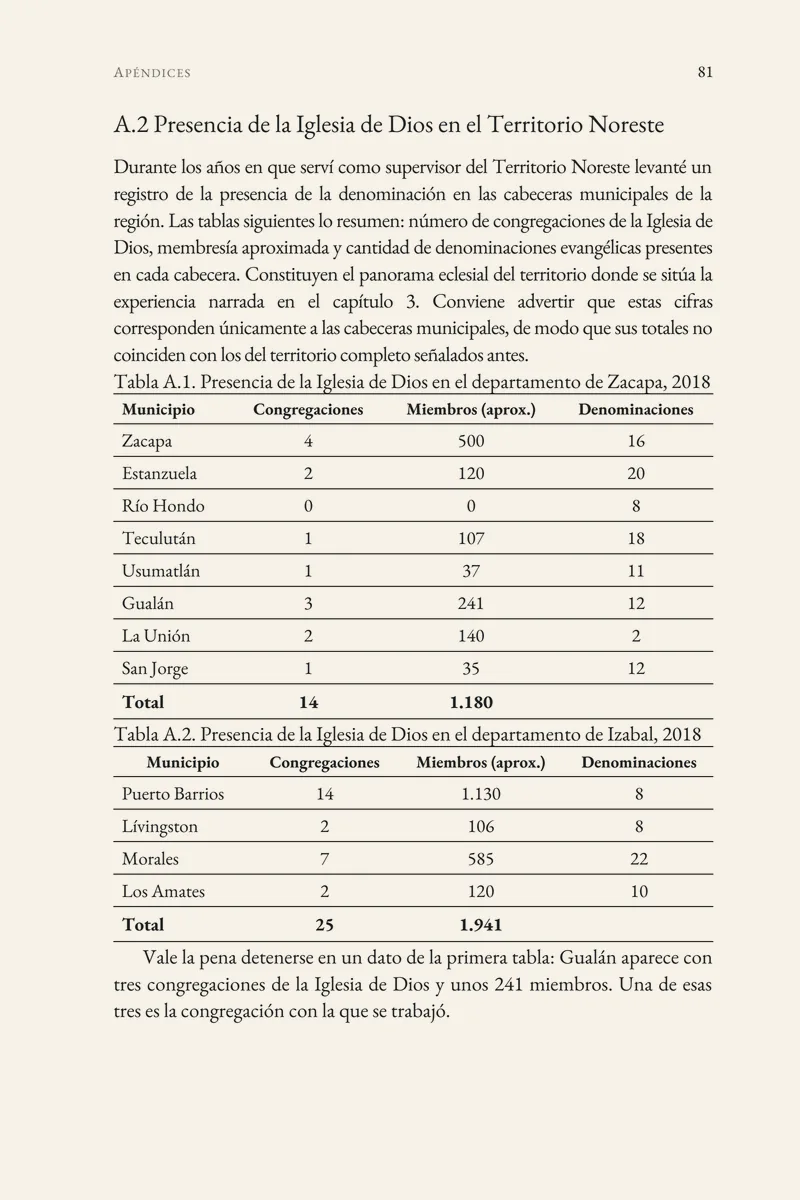 APÉNDICES 81
A.2 Presencia de la Iglesia de Dios en el Territorio Noreste
Durante los años en que serví como supervisor del Territorio Noreste levanté un
registro de la presencia de la denominación en las cabeceras municipales de la
región. Las tablas siguientes lo resumen: número de congregaciones de la Iglesia de
Dios, membresía aproximada y cantidad de denominaciones evangélicas presentes
en cada cabecera. Constituyen el panorama eclesial del territorio donde se sitúa la
experiencia narrada en el capítulo 3. Conviene advertir que estas cifras
corresponden únicamente a las cabeceras municipales, de modo que sus totales no
coinciden con los del territorio completo señalados antes.
Tabla A.1. Presencia de la Iglesia de Dios en el departamento de Zacapa, 2018
Municipio Congregaciones Miembros (aprox.) Denominaciones
Zacapa 4 500 16
Estanzuela 2 120 20
Río Hondo 0 0 8
Teculután 1 107 18
Usumatlán 1 37 11
Gualán 3 241 12
La Unión 2 140 2
San Jorge 1 35 12
Total 14 1.180
Tabla A.2. Presencia de la Iglesia de Dios en el departamento de Izabal, 2018
Municipio Congregaciones Miembros (aprox.) Denominaciones
Puerto Barrios 14 1.130 8
Lívingston 2 106 8
Morales 7 585 22
Los Amates 2 120 10
Total 25 1.941
Vale la pena detenerse en un dato de la primera tabla: Gualán aparece con
tres congregaciones de la Iglesia de Dios y unos 241 miembros. Una de esas
tres es la congregación con la que se trabajó.